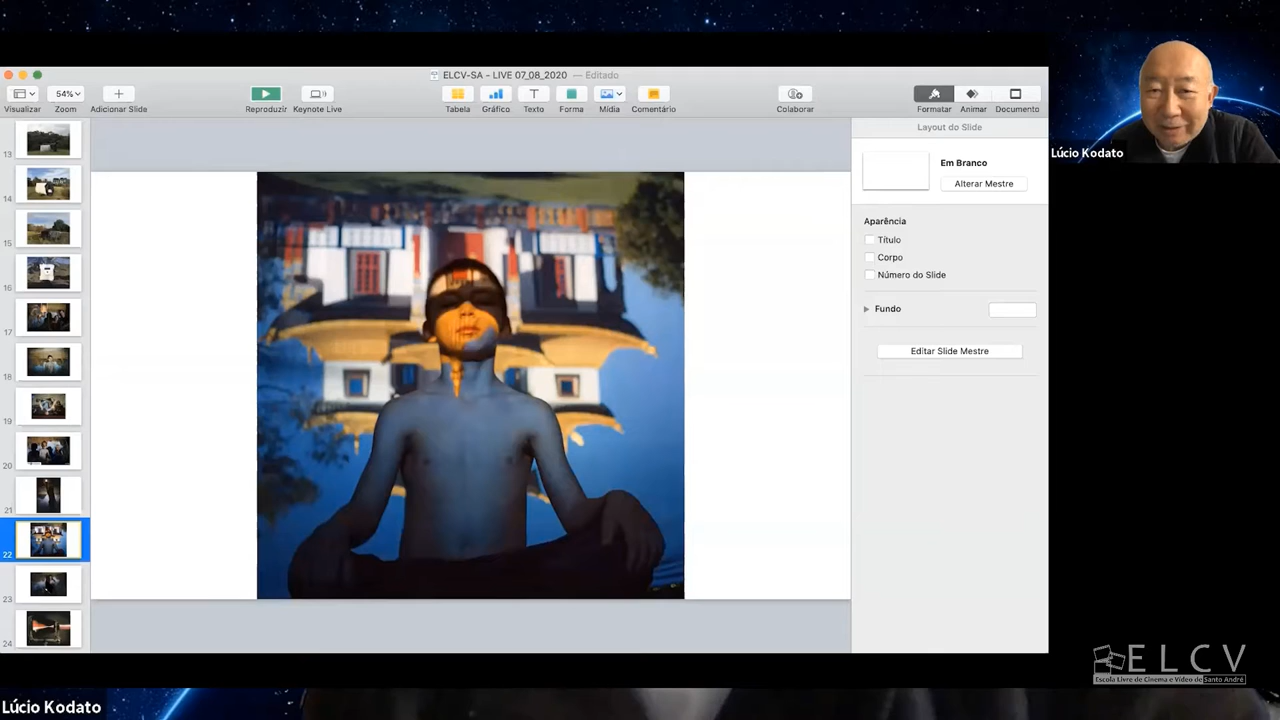 ELCV-SA - LIVE 07_08_2020 — Editado
54%
Visualizar
Zoom
Adicionar Slide
Reproduzir
Keynote Live
Tabela
Gráfico
Texto
Forma
Mídia
Comentário
Colaborar
Formatar
Animar
Documento
Layout do Slide
Em Branco
Alterar Mestre
Aparência
Título
Corpo
Número do Slide
Fundo
Editar Slide Mestre
13
14
15
16
17
18
19
20
21
22
23
24
Lúcio Kodato
ELCV
Escola Livre de Cinema e Vídeo de Santo André
Lúcio Kodato